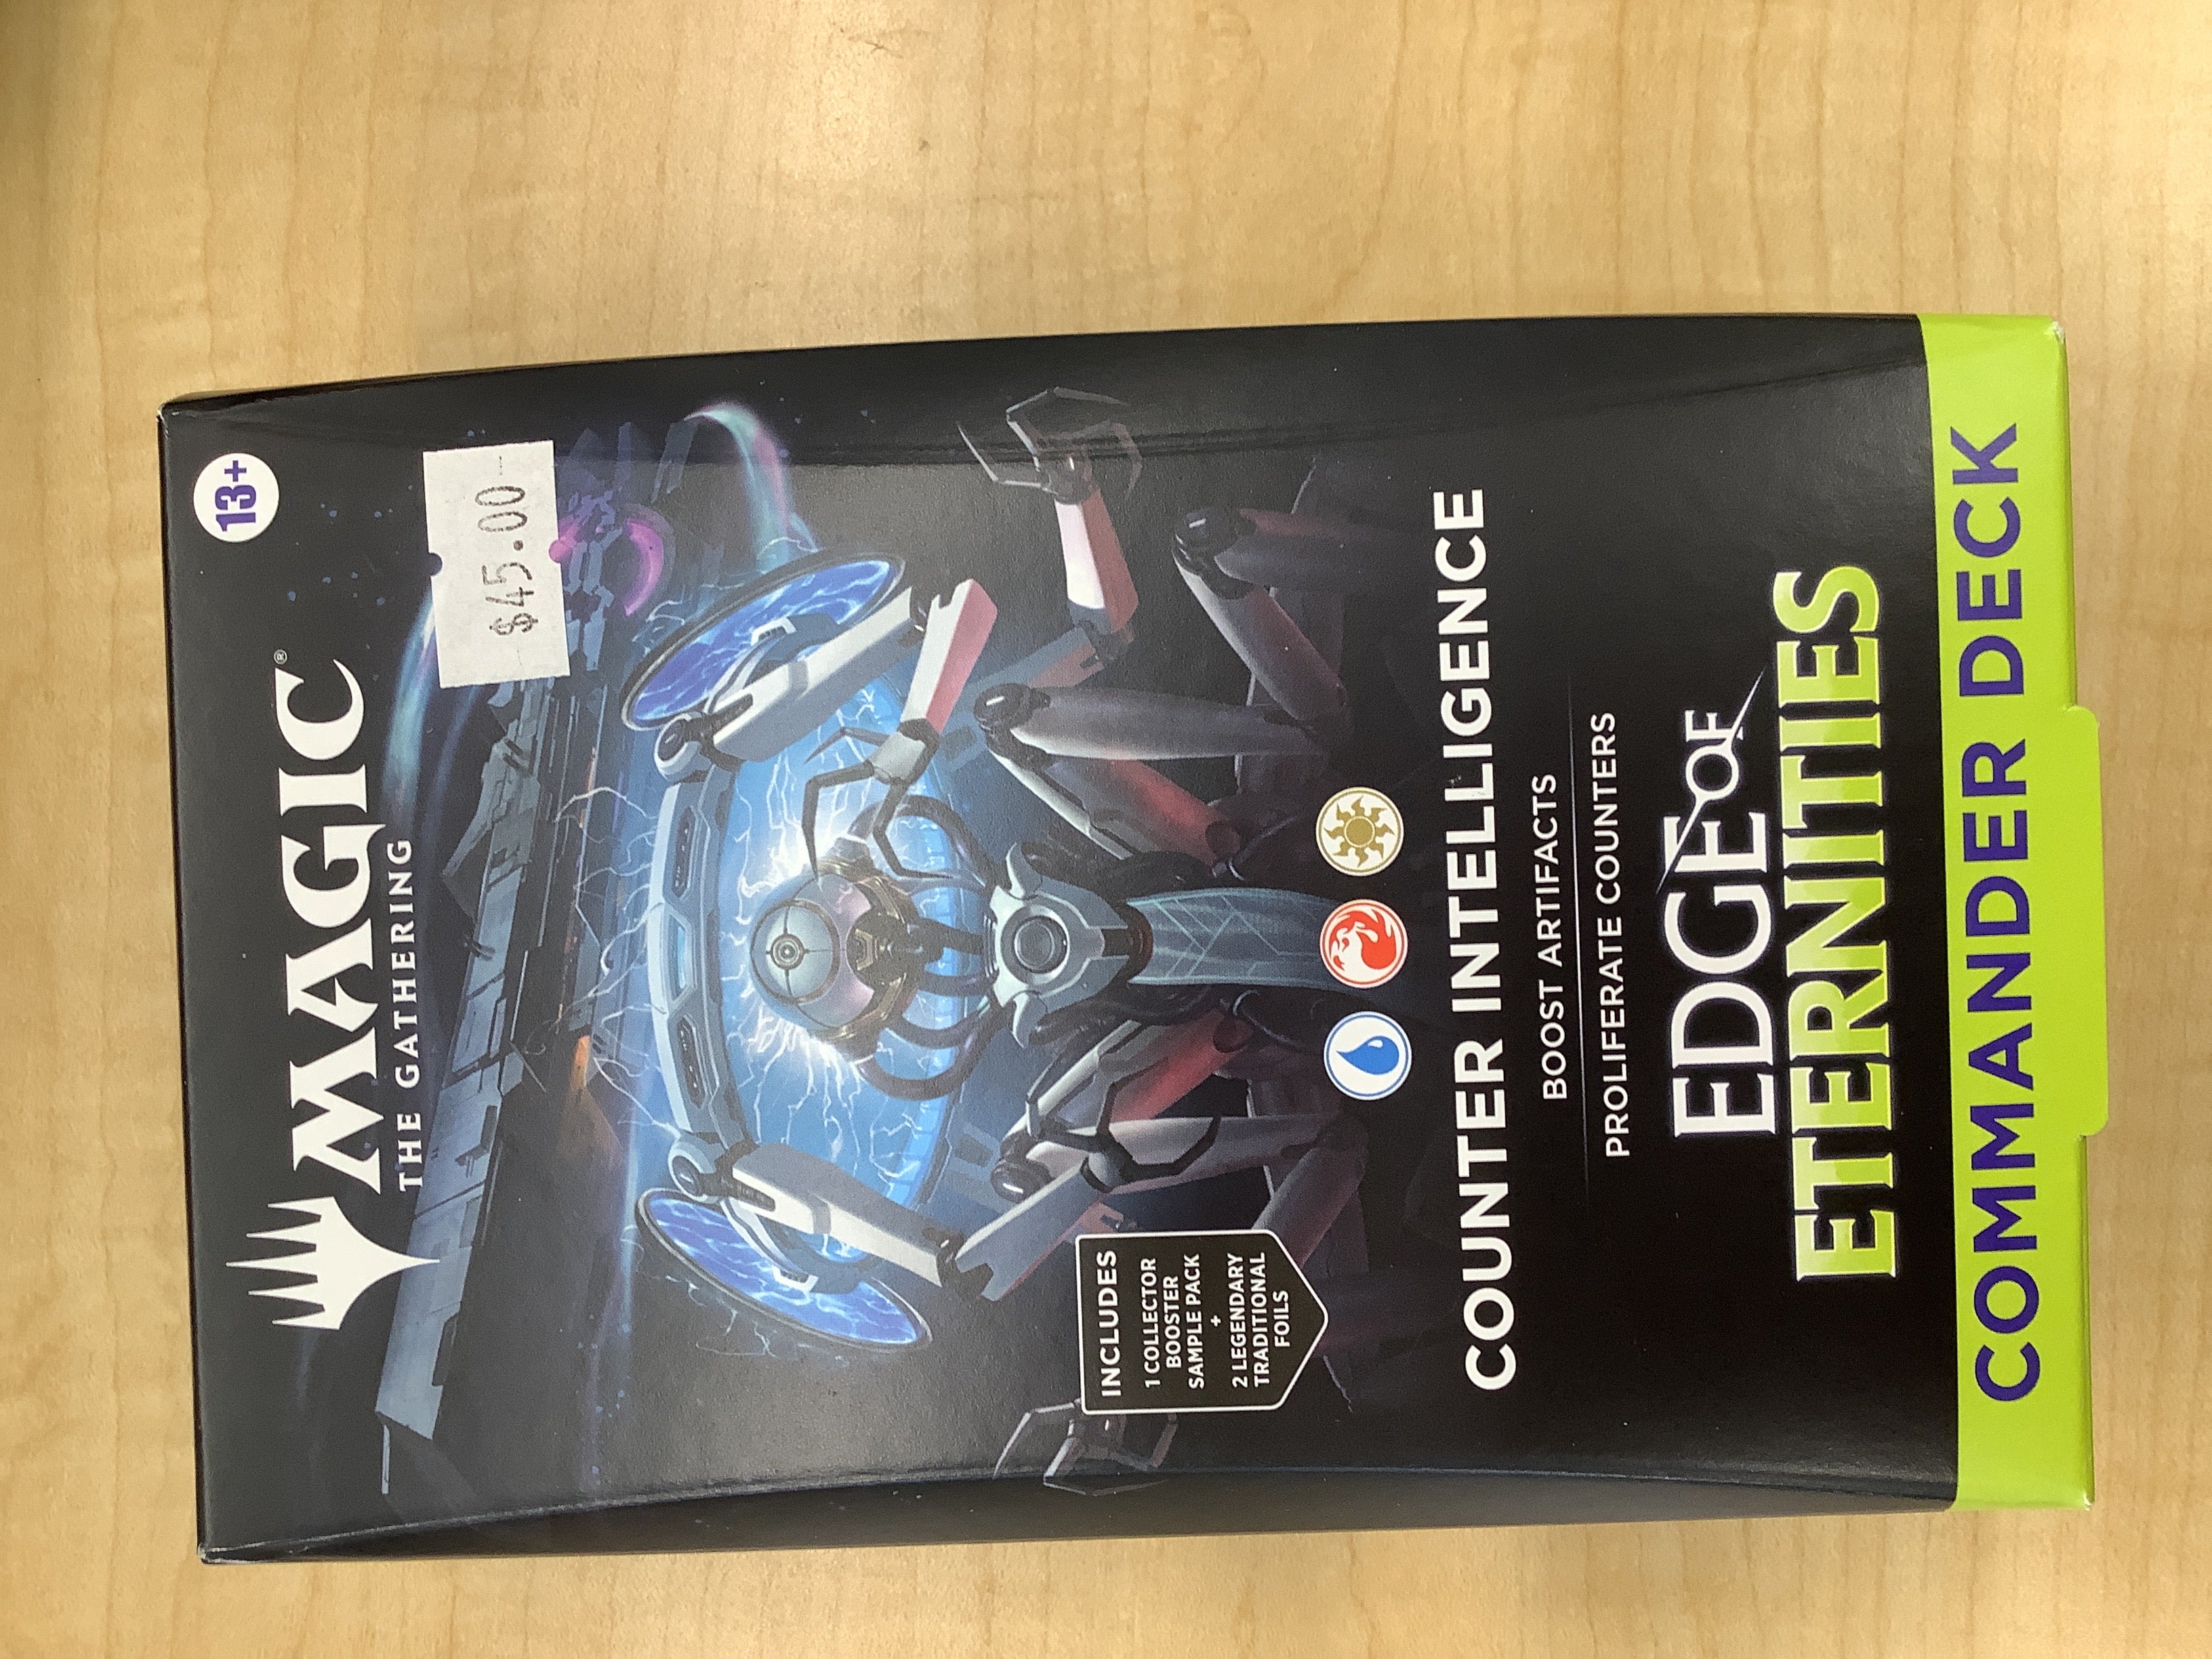 13+
MAGIC®
THE GATHERING
$45.00
INCLUDES
1 COLLECTOR
BOOSTER
SAMPLE PACK
+
2 LEGENDARY
TRADITIONAL
FOILS
COUNTER INTELLIGENCE
BOOST ARTIFACTS
PROLIFERATE COUNTERS
EDGE OF
ETERNITIES
COMMANDER DECK